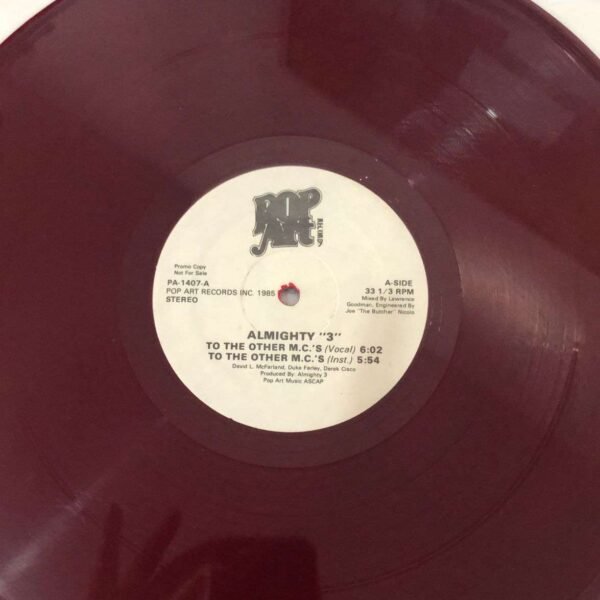 POP
ART
RECORDS
Promo Copy
Not For Sale
PA-1407-A
POP ART RECORDS INC. 1985
STEREO
A-SIDE
33 1/3 RPM
Mixed By Lawrence
Goodman, Engineered By
Joe "The Butcher" Nicolo
ALMIGHTY "3"
TO THE OTHER M.C.'S (Vocal) 6:02
TO THE OTHER M.C.'S (Inst.) 5:54
David L. McFarland, Duke Farley, Derek Cisco
Produced By: Almighty 3
Pop Art Music ASCAP